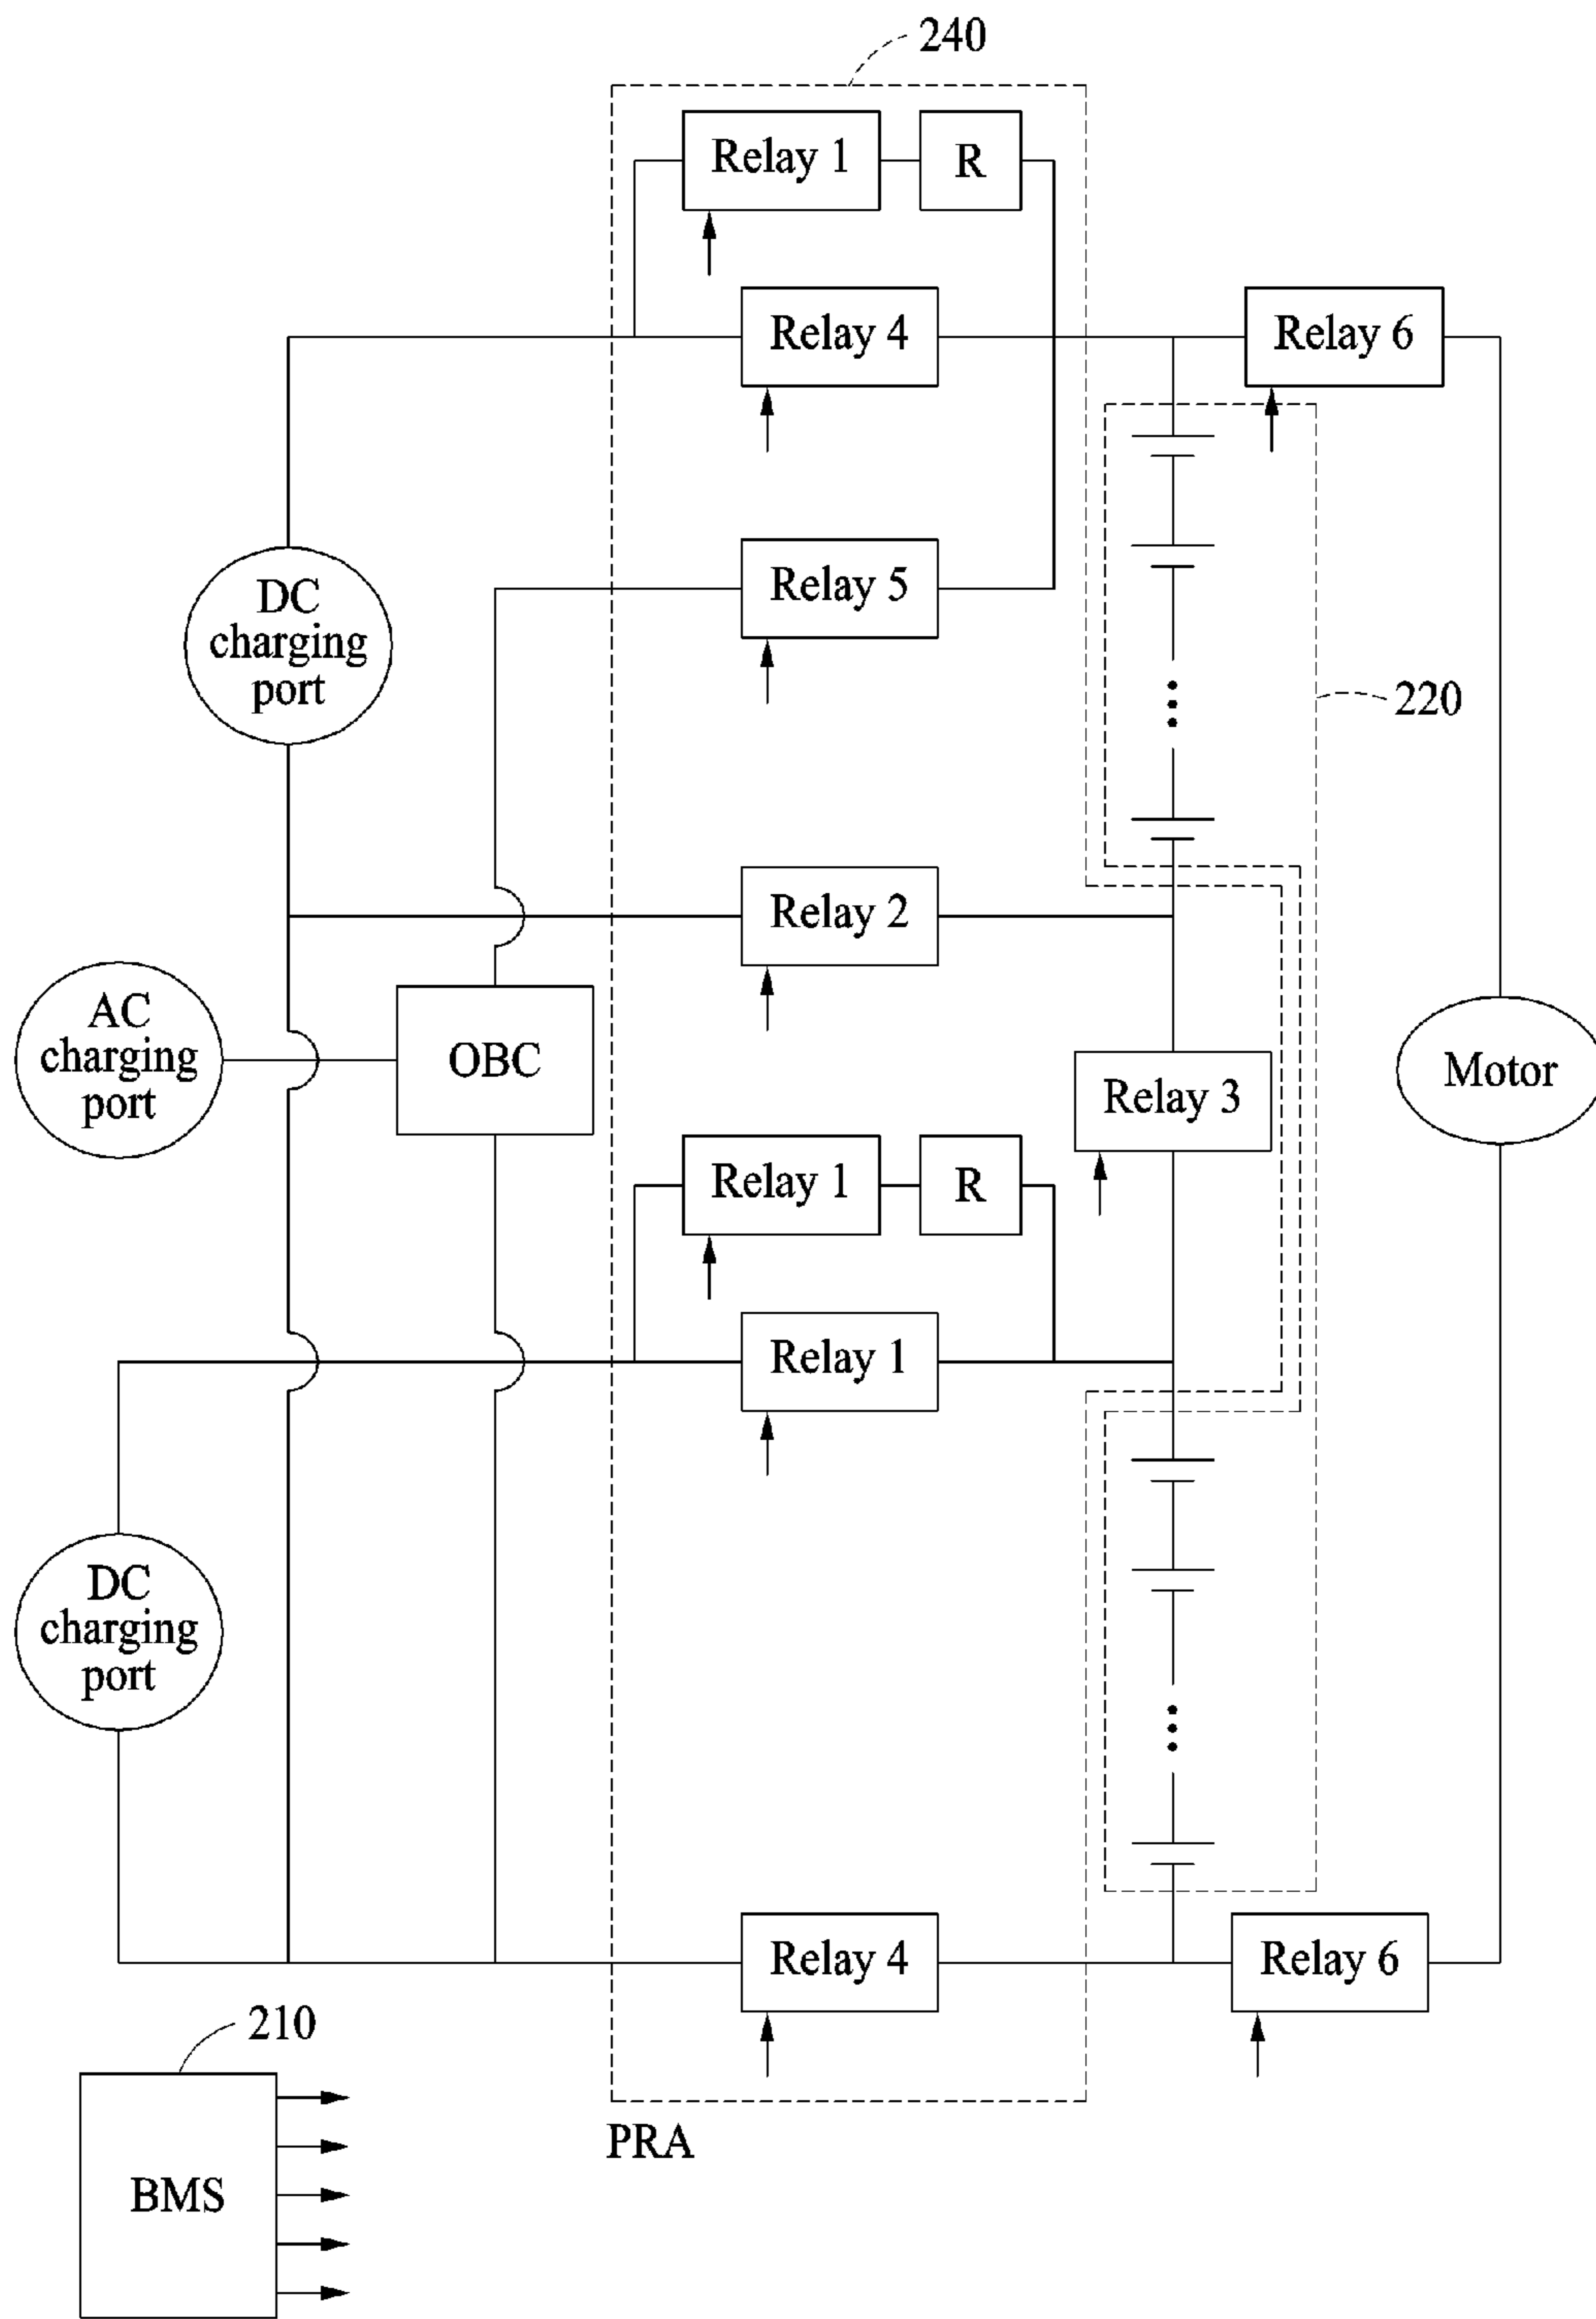 240
Relay 1
R
Relay 4
Relay 6
DC
charging
port
Relay 5
220
Relay 2
AC
charging
port
OBC
Motor
Relay 3
Relay 1
R
Relay 1
DC
charging
port
Relay 4
Relay 6
210
PRA
BMS